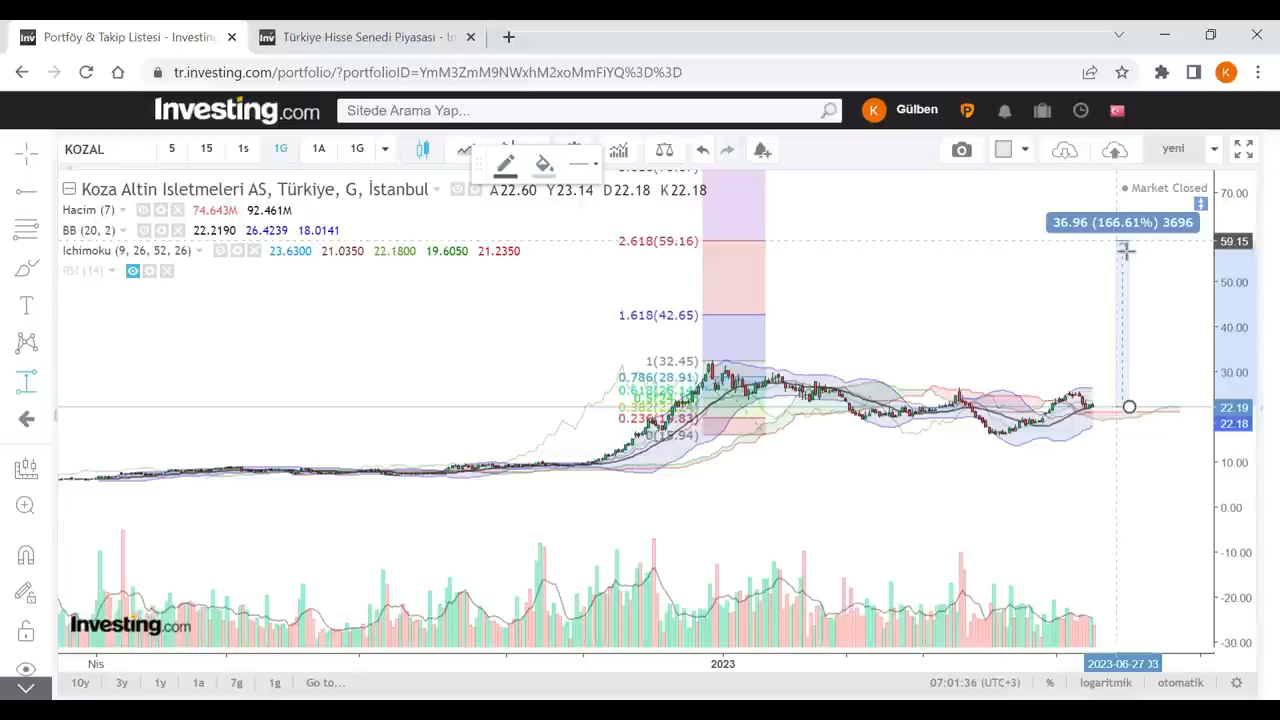 Portföy & Takip Listesi - Investing
Türkiye Hisse Senedi Piyasası - In
tr.investing.com/portfolio/?portfolioID=YmM3ZmM9NWxhM2xoMmFiYQ%3D%3D
K
Investing.com
Sitede Arama Yap...
K
Gülben
P
KOZAL
5
15
1s
1G
1A
1G
yeni
Koza Altin Isletmeleri AS, Türkiye, G, İstanbul
A22.60 Y23.14 D22.18 K22.18
Market Closed
70.00
Hacim (7)
74.643M 92.461M
36.96 (166.61%) 3696
BB (20, 2)
22.2190 26.4239 18.0141
2.618(59.16)
59.15
Ichimoku (9, 26, 52, 26)
23.6300 21.0350 22.1800 19.6050 21.2350
RSI (14)
50.00
1.618(42.65)
40.00
1(32.45)
30.00
0.786(28.91)
22.19
22.18
10.00
0.00
-10.00
-20.00
Investing.com
-30.00
Nis
2023
2023-06-27
10y
3y
1y
1a
7g
1g
Go to...
07:01:36 (UTC+3)
%
logaritmik
otomatik